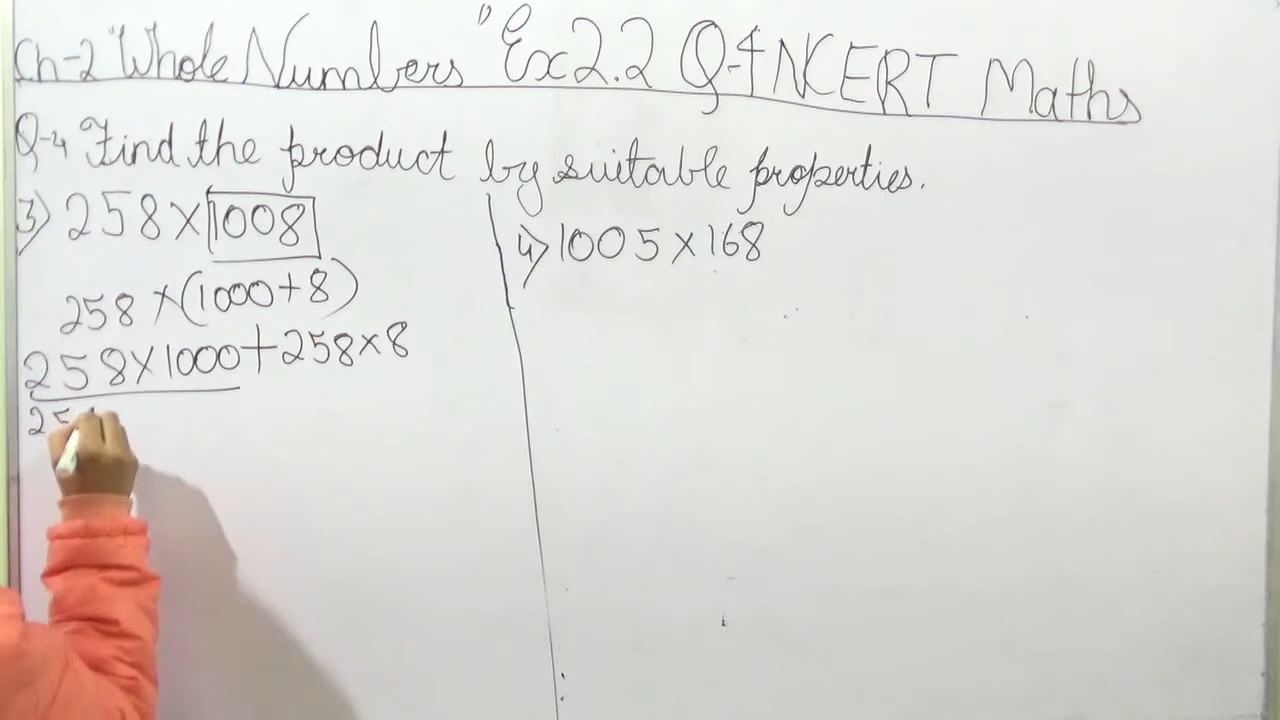 Ch-2 "Whole Numbers" Ex 2.2 Q-4 NCERT Maths
Q-4 Find the product by suitable properties.
3) 258×1008
258 ×(1000+8)
258×1000+258×8
25
4) 1005×168